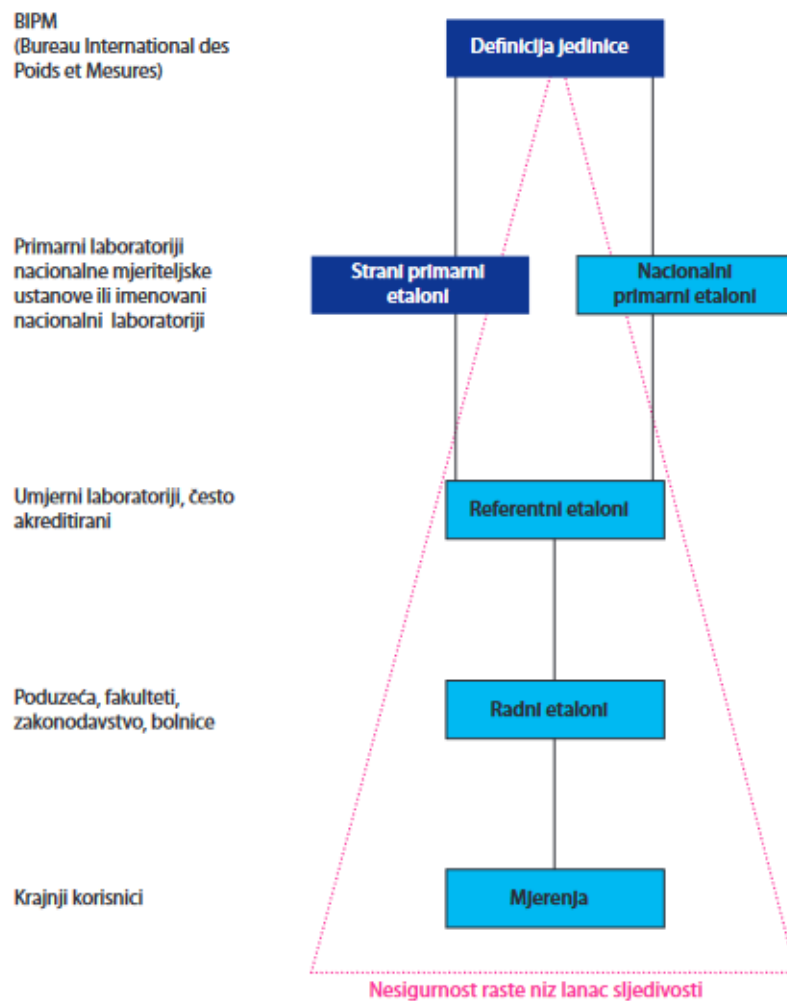 BIPM
(Bureau International des
Poids et Mesures)
Definicija jedinice
Primarni laboratoriji
nacionalne mjeriteljske
ustanove ili imenovani
nacionalni laboratoriji
Strani primarni
etaloni
Nacionalni
primarni etaloni
Umjerni laboratoriji, često
akreditirani
Referentni etaloni
Poduzeća, fakulteti,
zakonodavstvo, bolnice
Radni etaloni
Krajnji korisnici
Mjerenja
Nesigurnost raste niz lanac sljedivosti